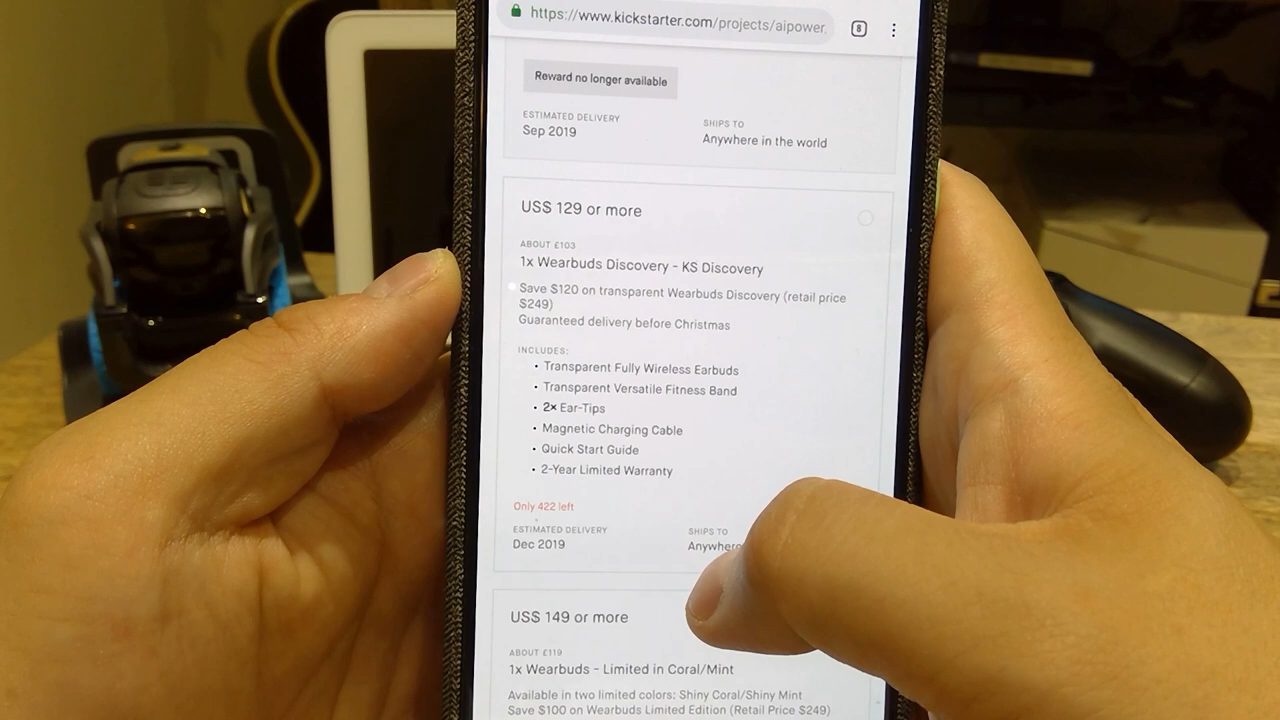 https://www.kickstarter.com/projects/aipower.
8
Reward no longer available
ESTIMATED DELIVERY
SHIPS TO
Sep 2019
Anywhere in the world
US$ 129 or more
ABOUT £103
1x Wearbuds Discovery - KS Discovery
Save $120 on transparent Wearbuds Discovery (retail price
$249)
Guaranteed delivery before Christmas
INCLUDES:
• Transparent Fully Wireless Earbuds
• Transparent Versatile Fitness Band
• 2× Ear-Tips
• Magnetic Charging Cable
• Quick Start Guide
• 2-Year Limited Warranty
Only 422 left
ESTIMATED DELIVERY
SHIPS TO
Dec 2019
Anywhere
US$ 149 or more
ABOUT £119
1x Wearbuds - Limited in Coral/Mint
Available in two limited colors: Shiny Coral/Shiny Mint
Save $100 on Wearbuds Limited Edition (Retail Price $249)